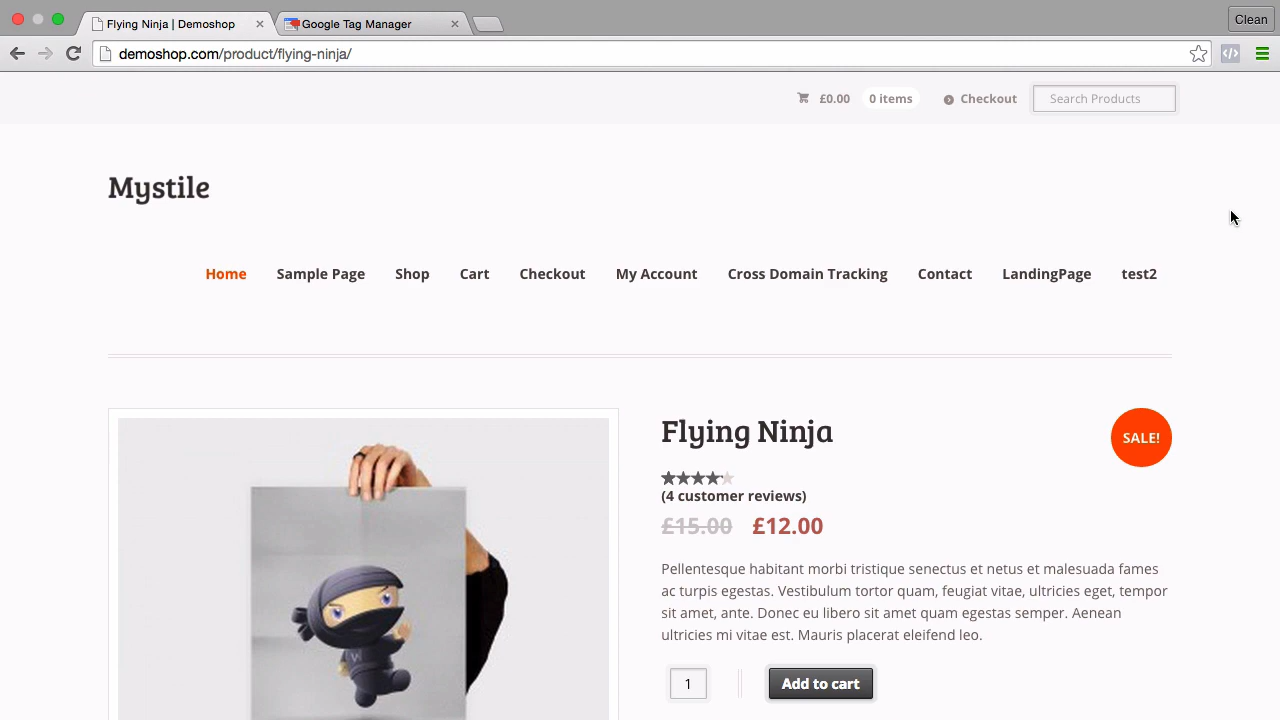 Flying Ninja | Demoshop
Google Tag Manager
Clean
demoshop.com/product/flying-ninja/
£0.00 0 items Checkout Search Products
Mystile
Home Sample Page Shop Cart Checkout My Account Cross Domain Tracking Contact LandingPage test2
Flying Ninja
SALE!
(4 customer reviews)
£15.00 £12.00
Pellentesque habitant morbi tristique senectus et netus et malesuada fames
ac turpis egestas. Vestibulum tortor quam, feugiat vitae, ultricies eget, tempor
sit amet, ante. Donec eu libero sit amet quam egestas semper. Aenean
ultricies mi vitae est. Mauris placerat eleifend leo.
1 Add to cart
W